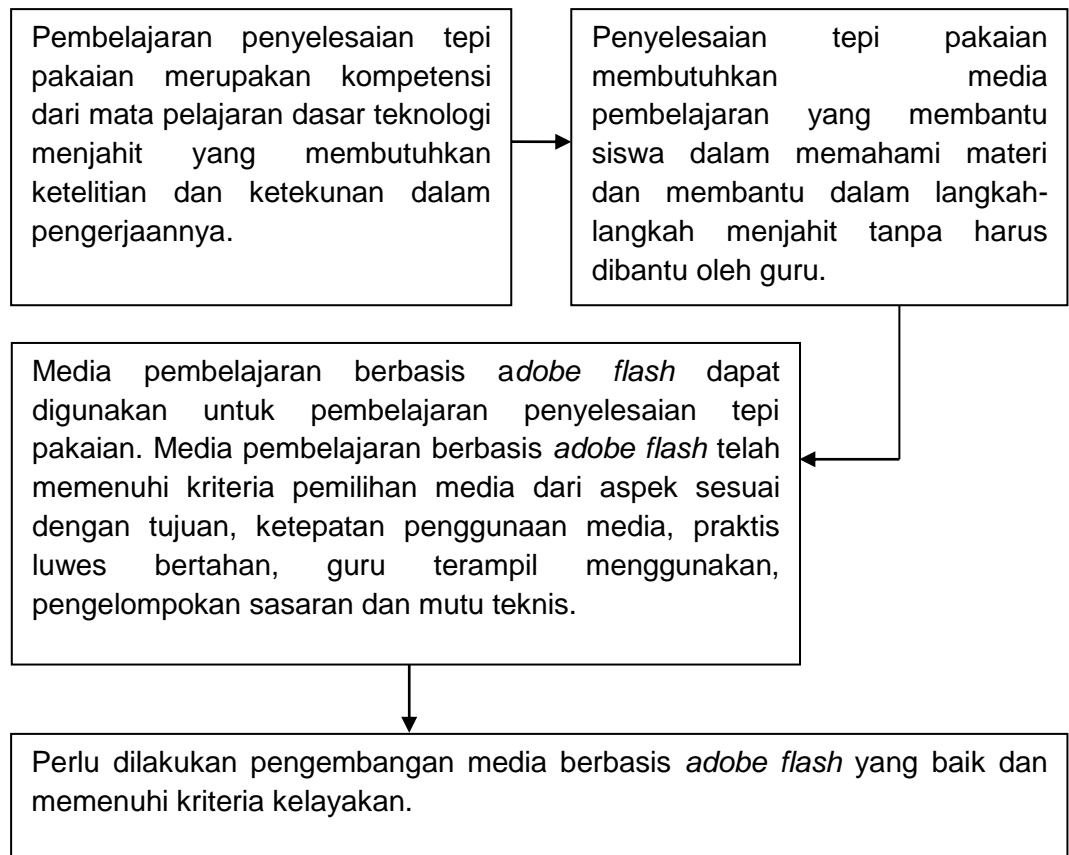 Pembelajaran penyelesaian tepi
pakaian merupakan kompetensi
dari mata pelajaran dasar teknologi
menjahit yang membutuhkan
ketelitian dan ketekunan dalam
pengerjaannya.
Penyelesaian tepi pakaian
membutuhkan media
pembelajaran yang membantu
siswa dalam memahami materi
dan membantu dalam langkah-
langkah menjahit tanpa harus
dibantu oleh guru.
Media pembelajaran berbasis adobe flash dapat
digunakan untuk pembelajaran penyelesaian tepi
pakaian. Media pembelajaran berbasis adobe flash telah
memenuhi kriteria pemilihan media dari aspek sesuai
dengan tujuan, ketepatan penggunaan media, praktis
luwes bertahan, guru terampil menggunakan,
pengelompokan sasaran dan mutu teknis.
Perlu dilakukan pengembangan media berbasis adobe flash yang baik dan
memenuhi kriteria kelayakan.